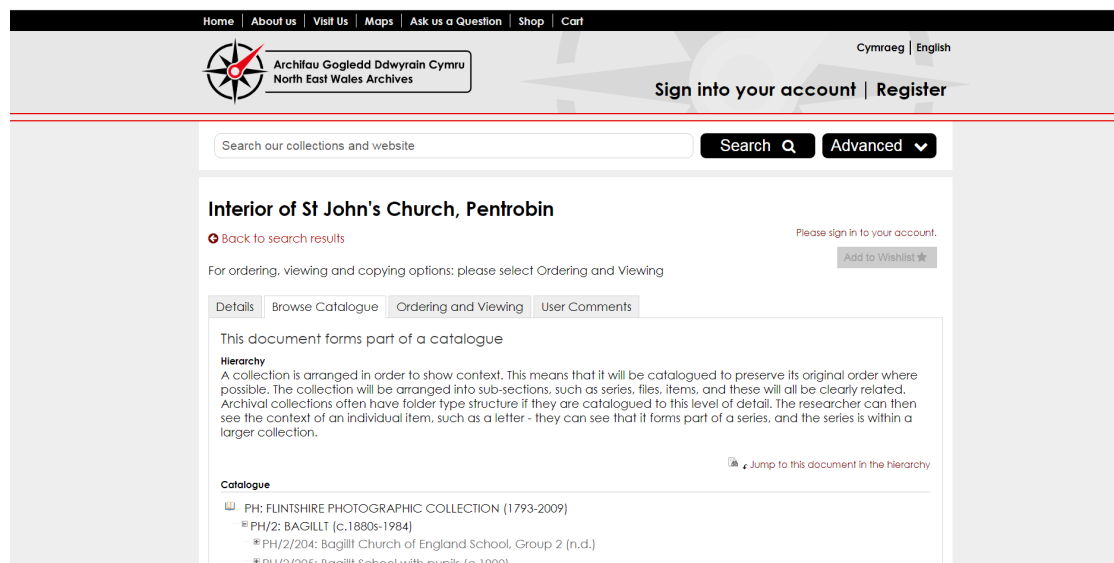 Home | About us | Visit Us | Maps | Ask us a Question | Shop | Cart
Cymraeg | English
Archifau Gogledd Ddwyrain Cymru
North East Wales Archives
Sign into your account | Register
Search our collections and website
Search
Advanced
Interior of St John's Church, Pentrobin
Back to search results
Please sign in to your account.
Add to Wishlist
For ordering, viewing and copying options: please select Ordering and Viewing
Details Browse Catalogue Ordering and Viewing User Comments
This document forms part of a catalogue
Hierarchy
A collection is arranged in order to show context. This means that it will be catalogued to preserve its original order where
possible. The collection will be arranged into sub-sections, such as series, files, items, and these will all be clearly related.
Archival collections often have folder type structure if they are catalogued to this level of detail. The researcher can then
see the context of an individual item, such as a letter - they can see that it forms part of a series, and the series is within a
larger collection.
Jump to this document in the hierarchy
Catalogue
PH: FLINTSHIRE PHOTOGRAPHIC COLLECTION (1793-2009)
PH/2: BAGILLT (c.1880s-1984)
PH/2/204: Bagillt Church of England School, Group 2 (n.d.)
PH/2/205: Bagillt School with pupils (c.1900)